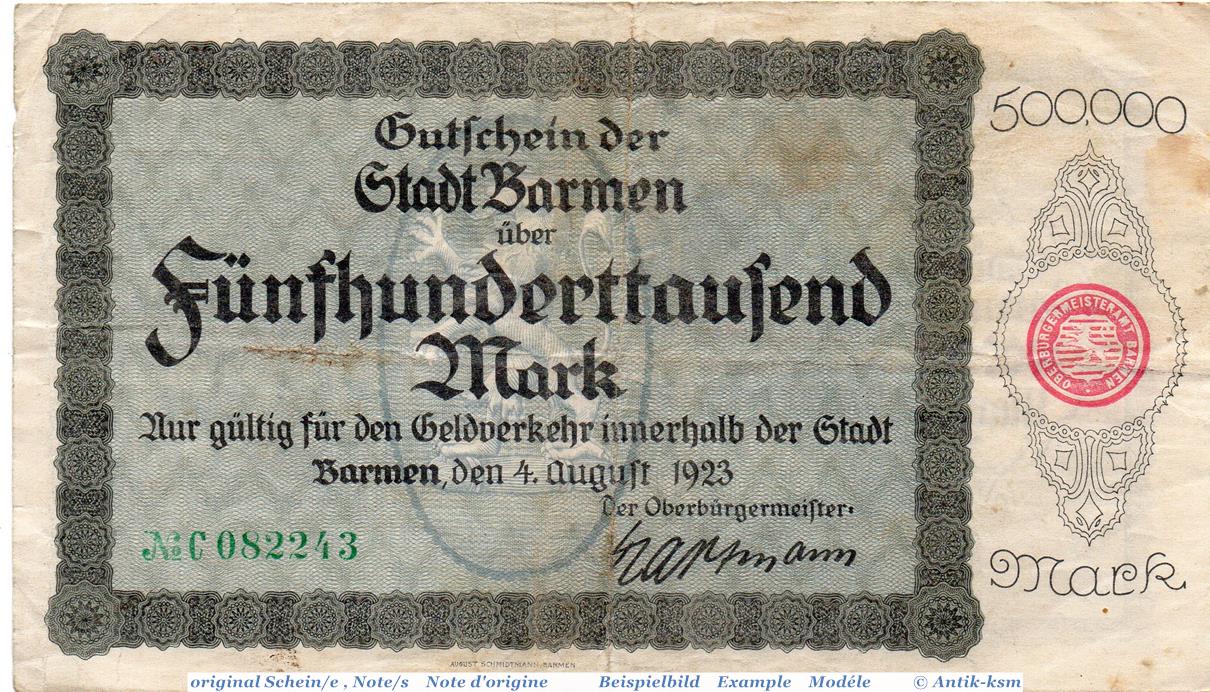 Gutschein der
Stadt Barmen
über
Fünfhunderttausend
Mark
Nur gültig für den Geldverkehr innerhalb der Stadt
Barmen, den 4. August 1923
Der Oberbürgermeister:
Hartmann
№ C 082243
500,000
OBERBÜRGERMEISTERAMT BARMEN
Mark
AUGUST SCHMIDTMANN, BARMEN
original Schein/e , Note/s Note d'origine Beispielbild Example Modéle © Antik-ksm